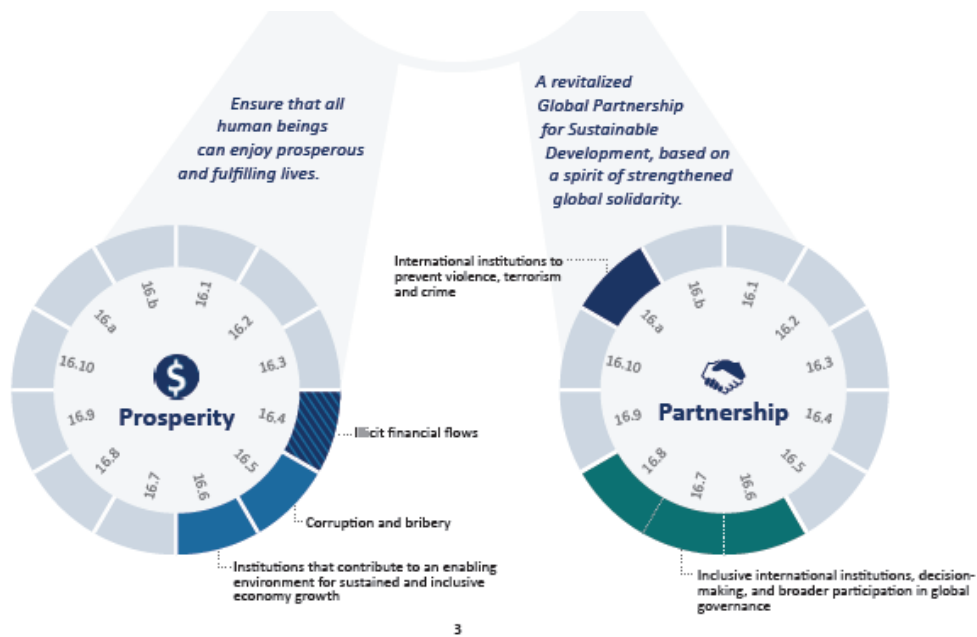 Ensure that all
human beings
can enjoy prosperous
and fulfilling lives.
A revitalized
Global Partnership
for Sustainable
Development, based on
a spirit of strengthened
global solidarity.
16.b
16.1
16.a
16.2
16.10
16.3
$
Prosperity
16.9
16.4
16.8
16.5
16.7
16.6
Illicit financial flows
Corruption and bribery
Institutions that contribute to an enabling
environment for sustained and inclusive
economy growth
International institutions to
prevent violence, terrorism
and crime
16.b
16.1
16.a
16.2
16.10
16.3
Partnership
16.9
16.4
16.8
16.5
16.7
16.6
Inclusive international institutions, decision-
making, and broader participation in global
governance
3